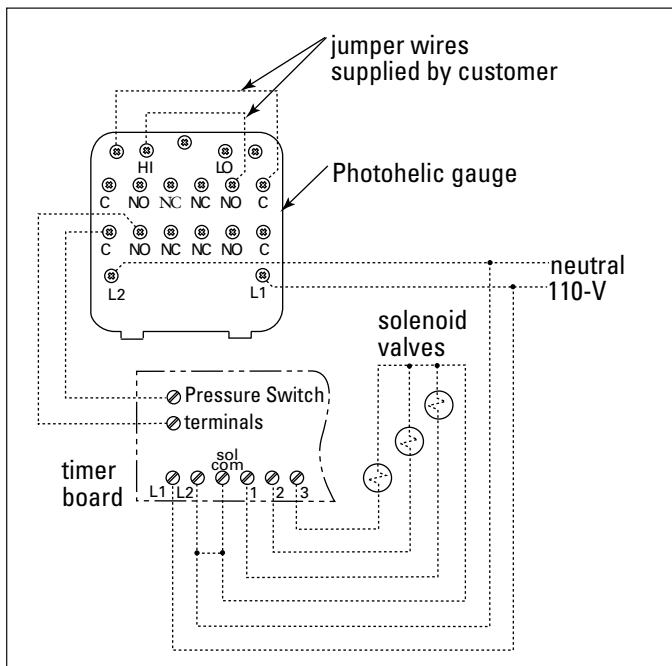 jumper wires
supplied by customer
HI LO
C NO NC NC NO C
Photohelic gauge
C NO NC NC NO C
L2 L1
neutral
110-V
solenoid
valves
Pressure Switch
terminals
timer
board
sol
com
L1 L2 1 2 3